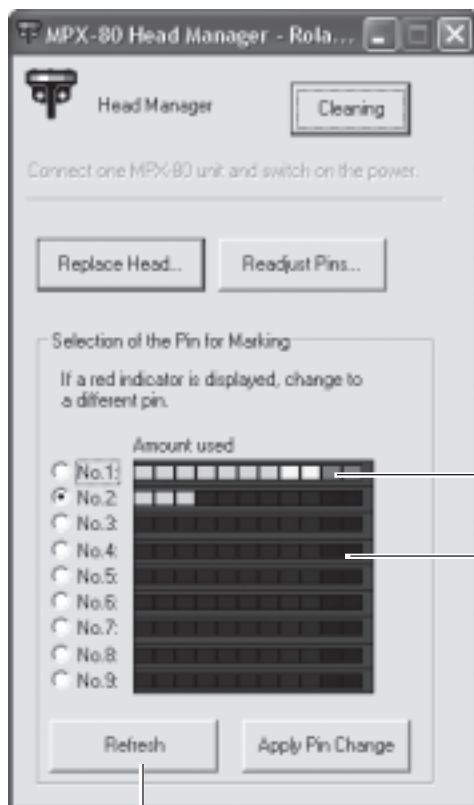 MPX-80 Head Manager - Rola...
Head Manager
Cleaning
Connect one MPX-80 unit and switch on the power.
Replace Head...
Readjust Pins...
Selection of the Pin for Marking
If a red indicator is displayed, change to
a different pin.
Amount used
No.1:
No.2:
No.3:
No.4:
No.5:
No.6:
No.7:
No.8:
No.9:
Refresh
Apply Pin Change